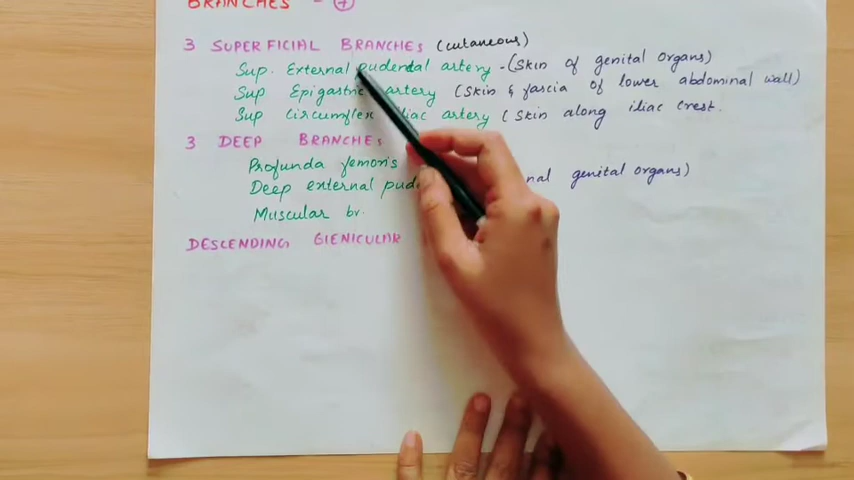 BRANCHES - 7
3 SUPERFICIAL BRANCHES (cutaneous)
Sup. External pudendal artery - (skin of genital organs)
Sup Epigastric artery (skin & fascia of lower abdominal wall)
Sup circumflex iliac artery (skin along iliac crest.
3 DEEP BRANCHES
Profunda femoris
Deep external nal genital organs)
Muscular br.
DESCENDING GIENICULAR